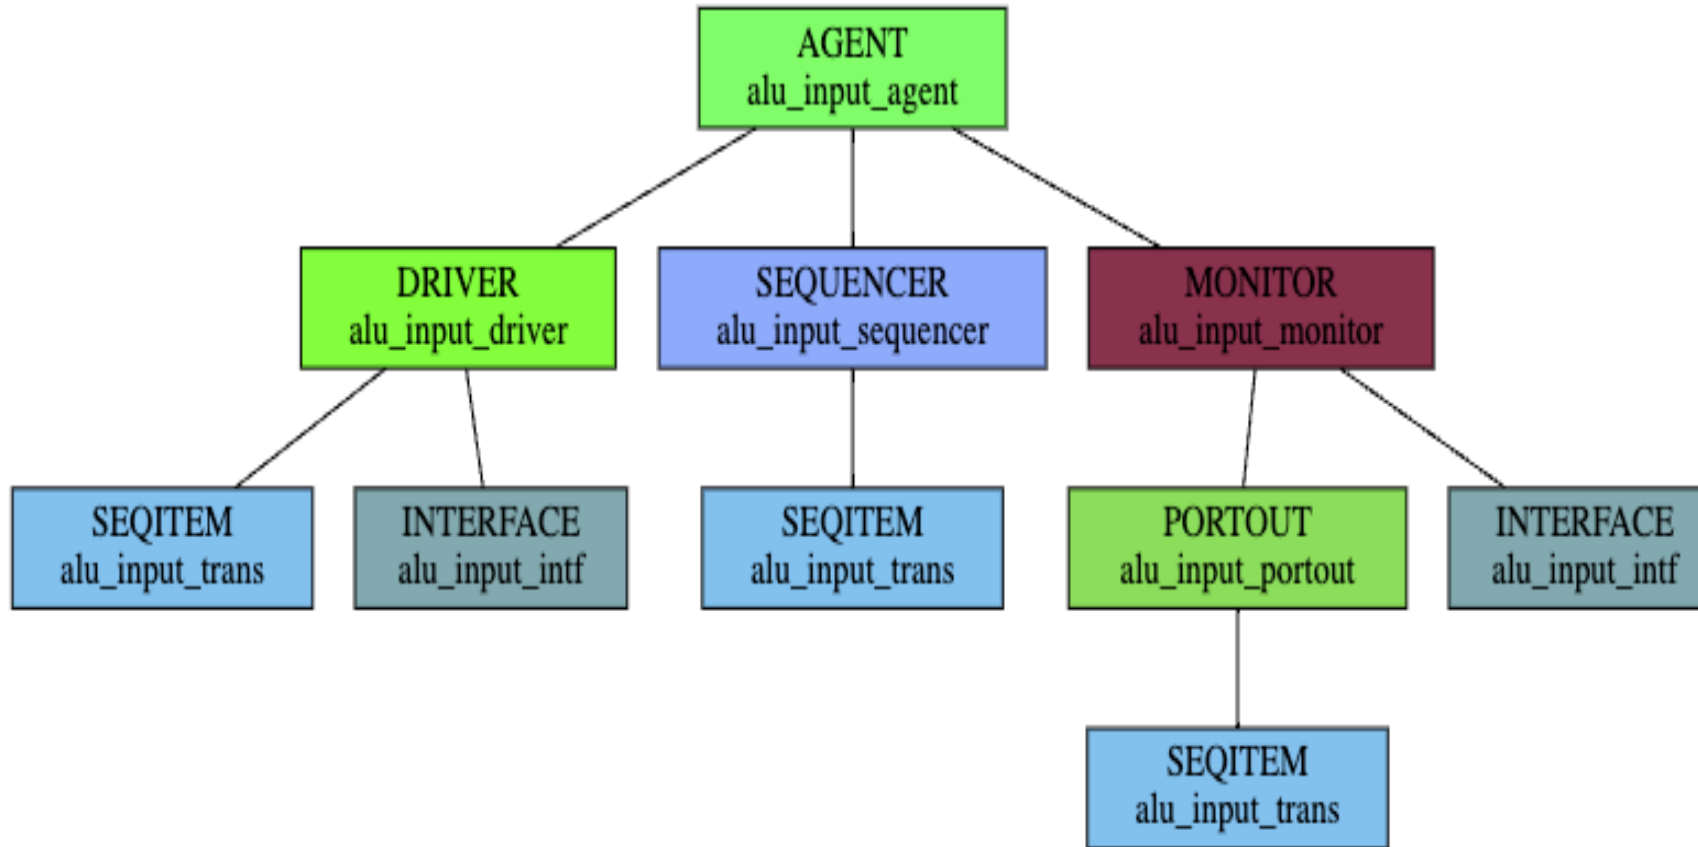 AGENT
alu_input_agent
DRIVER
alu_input_driver
SEQUENCER
alu_input_sequencer
MONITOR
alu_input_monitor
SEQITEM
alu_input_trans
INTERFACE
alu_input_intf
SEQITEM
alu_input_trans
PORTOUT
alu_input_portout
INTERFACE
alu_input_intf
SEQITEM
alu_input_trans